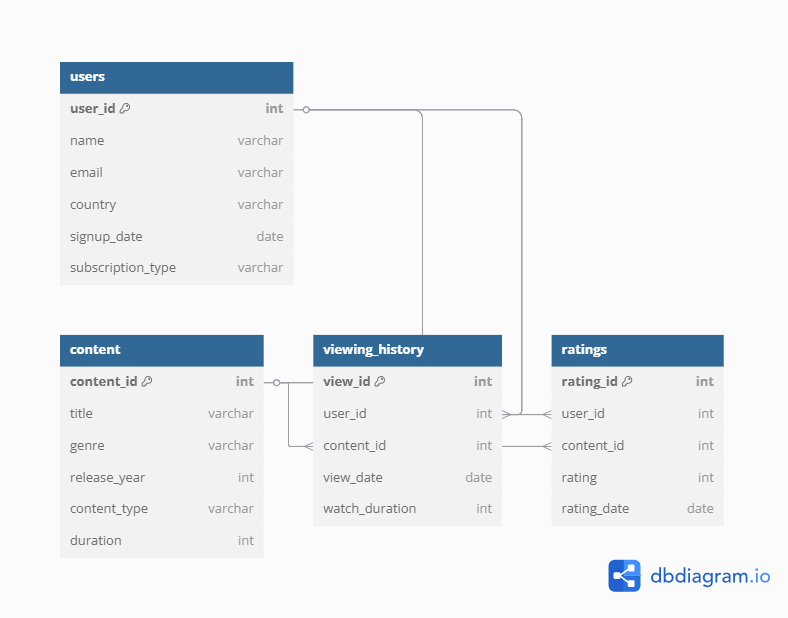 users
user_id int
name varchar
email varchar
country varchar
signup_date date
subscription_type varchar
content
content_id int
title varchar
genre varchar
release_year int
content_type varchar
duration int
viewing_history
view_id int
user_id int
content_id int
view_date date
watch_duration int
ratings
rating_id int
user_id int
content_id int
rating int
rating_date date
dbdiagram.io